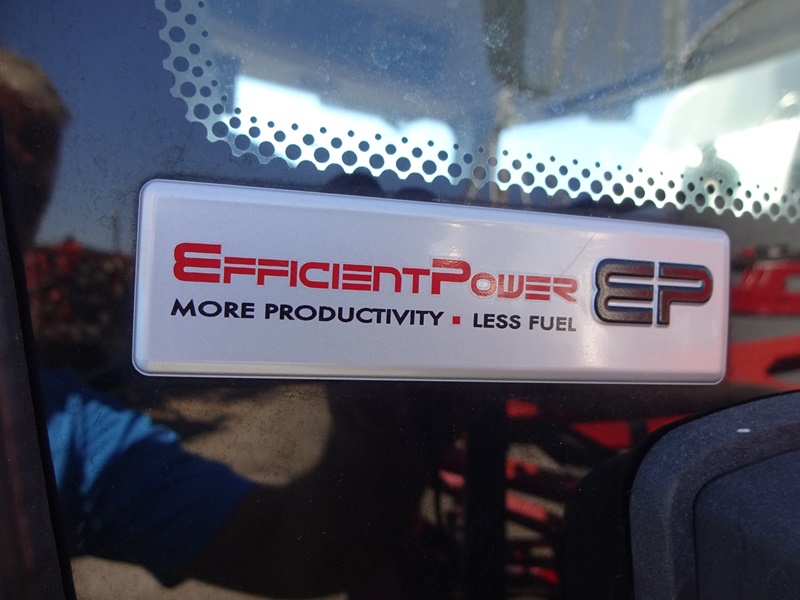 EFFICIENTPOWER
MORE PRODUCTIVITY ▪ LESS FUEL
EP